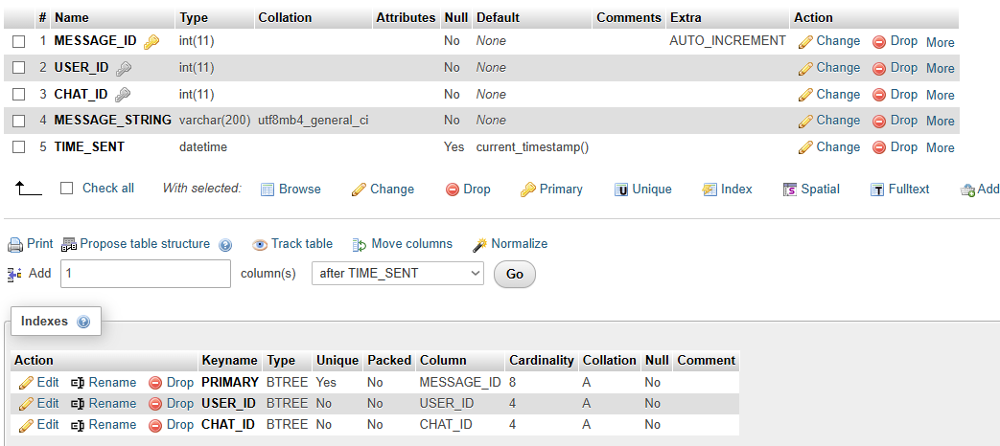 # Name Type Collation Attributes Null Default Comments Extra Action
1 MESSAGE_ID int(11) No None AUTO_INCREMENT Change Drop More
2 USER_ID int(11) No None Change Drop More
3 CHAT_ID int(11) No None Change Drop More
4 MESSAGE_STRING varchar(200) utf8mb4_general_ci No None Change Drop More
5 TIME_SENT datetime Yes current_timestamp() Change Drop More
Check all With selected: Browse Change Drop Primary Unique Index Spatial Fulltext Add
Print Propose table structure Track table Move columns Normalize
Add 1 column(s) after TIME_SENT Go
Indexes
Action Keyname Type Unique Packed Column Cardinality Collation Null Comment
Edit Rename Drop PRIMARY BTREE Yes No MESSAGE_ID 8 A No
Edit Rename Drop USER_ID BTREE No No USER_ID 4 A No
Edit Rename Drop CHAT_ID BTREE No No CHAT_ID 4 A No